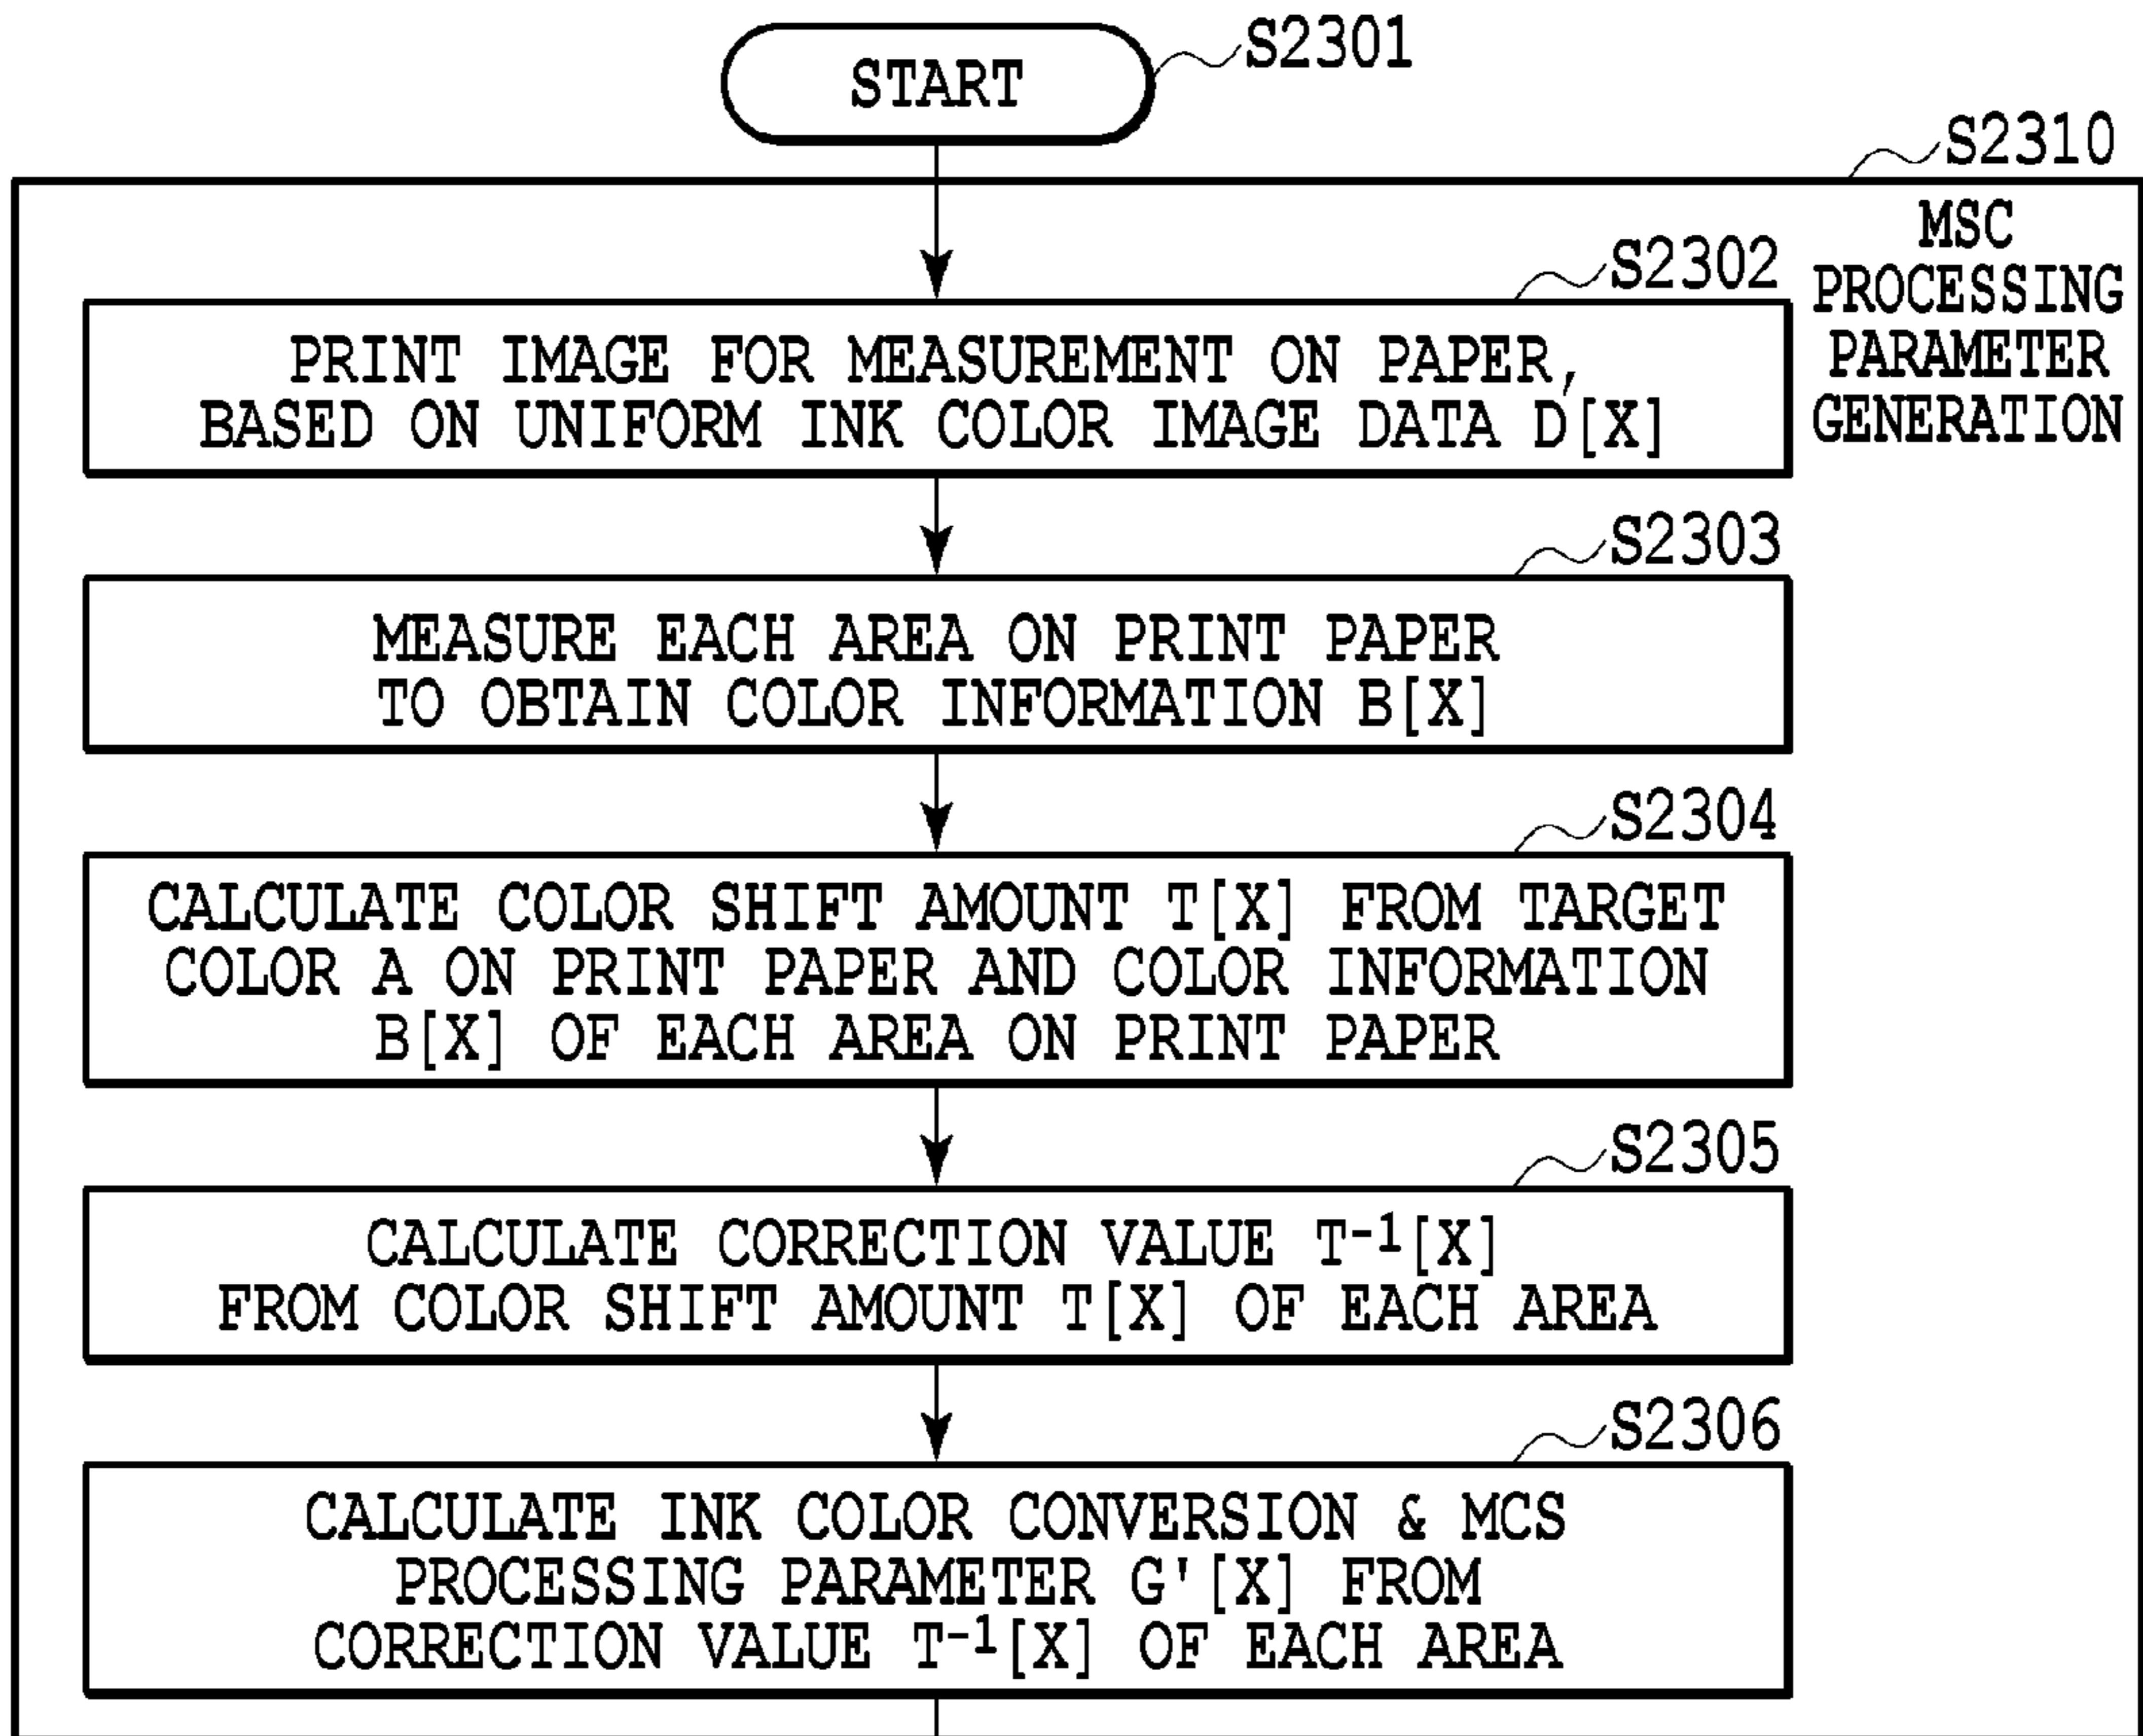 START
S2301
S2310
MSC
PROCESSING
PARAMETER
GENERATION
S2302
PRINT IMAGE FOR MEASUREMENT ON PAPER,
BASED ON UNIFORM INK COLOR IMAGE DATA D'[X]
S2303
MEASURE EACH AREA ON PRINT PAPER
TO OBTAIN COLOR INFORMATION B[X]
S2304
CALCULATE COLOR SHIFT AMOUNT T[X] FROM TARGET
COLOR A ON PRINT PAPER AND COLOR INFORMATION
B[X] OF EACH AREA ON PRINT PAPER
S2305
CALCULATE CORRECTION VALUE T⁻¹[X]
FROM COLOR SHIFT AMOUNT T[X] OF EACH AREA
S2306
CALCULATE INK COLOR CONVERSION & MCS
PROCESSING PARAMETER G'[X] FROM
CORRECTION VALUE T⁻¹[X] OF EACH AREA